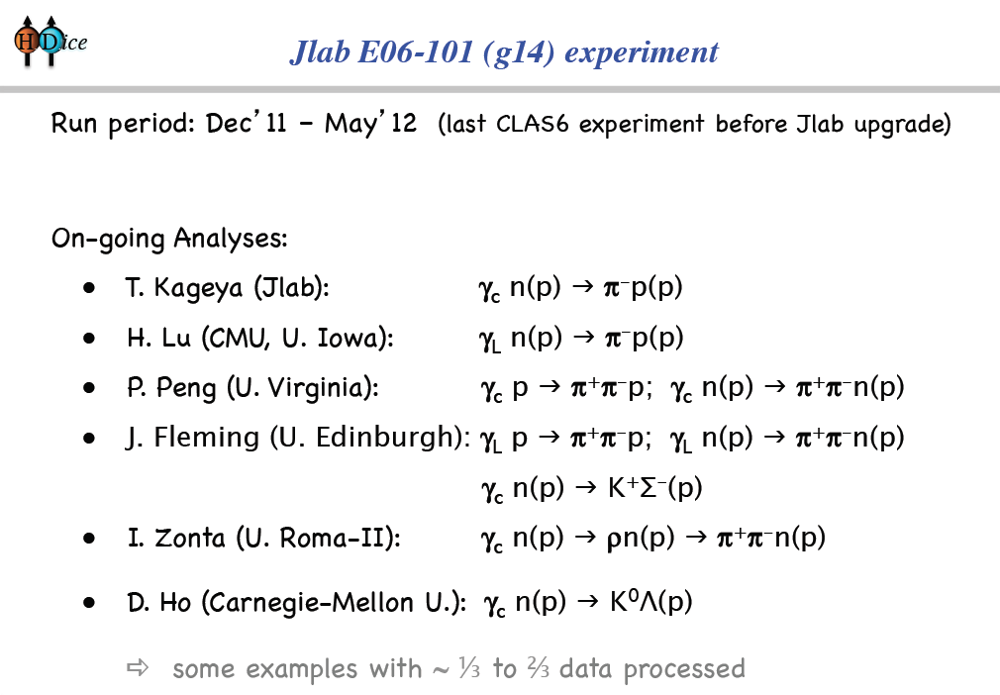 HDice
Jlab E06-101 (g14) experiment
Run period: Dec’11 – May’12 (last CLAS6 experiment before Jlab upgrade)
On-going Analyses:
• T. Kageya (Jlab): γc n(p) → π⁻p(p)
• H. Lu (CMU, U. Iowa): γL n(p) → π⁻p(p)
• P. Peng (U. Virginia): γc p → π⁺π⁻p; γc n(p) → π⁺π⁻n(p)
• J. Fleming (U. Edinburgh): γL p → π⁺π⁻p; γL n(p) → π⁺π⁻n(p)
γc n(p) → K⁺Σ⁻(p)
• I. Zonta (U. Roma-II): γc n(p) → ρn(p) → π⁺π⁻n(p)
• D. Ho (Carnegie-Mellon U.): γc n(p) → K⁰Λ(p)
⇨ some examples with ~ ⅓ to ⅔ data processed